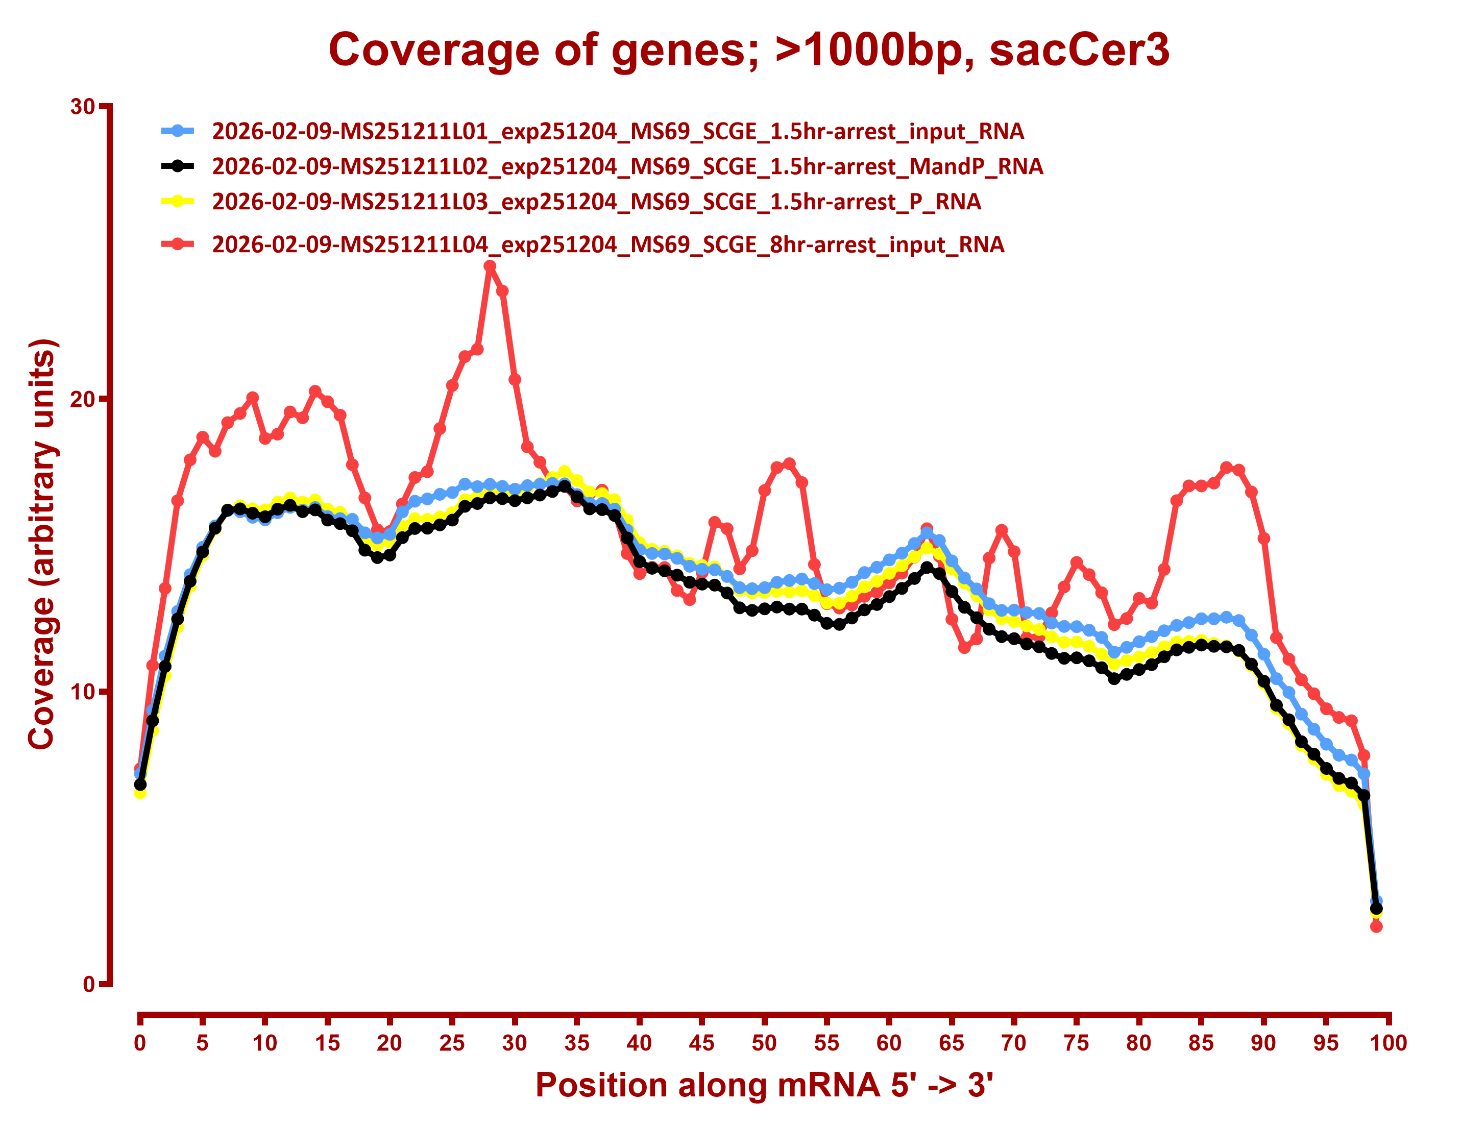 Coverage of genes; >1000bp, sacCer3
30
2026-02-09-MS251211L01_exp251204_MS69_SCGE_1.5hr-arrest_input_RNA
2026-02-09-MS251211L02_exp251204_MS69_SCGE_1.5hr-arrest_MandP_RNA
2026-02-09-MS251211L03_exp251204_MS69_SCGE_1.5hr-arrest_P_RNA
2026-02-09-MS251211L04_exp251204_MS69_SCGE_8hr-arrest_input_RNA
Coverage (arbitrary units)
20
10
0
0 5 10 15 20 25 30 35 40 45 50 55 60 65 70 75 80 85 90 95 100
Position along mRNA 5' -> 3'